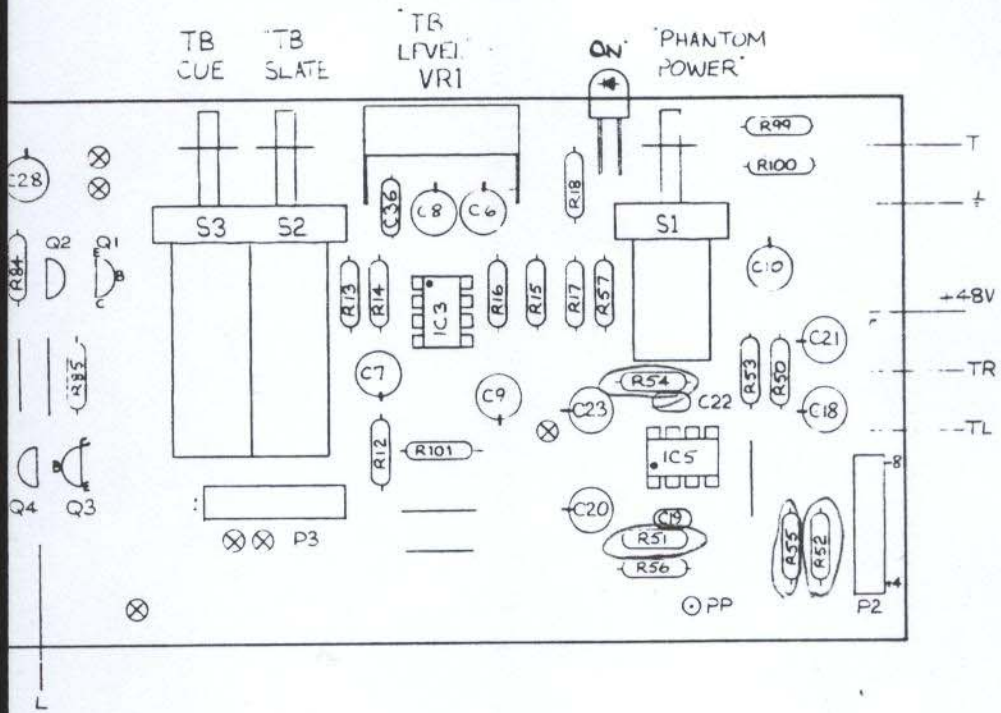 TB CUE
TB SLATE
TB LEVEL VR1
ON
PHANTOM POWER
R99
T
R100
C28
R18
C36
C8
C6
⏚
S3
S2
S1
Q2
Q1
E
B
C
R84
C10
R13
R14
IC3
R16
R15
R17
R57
+48V
C21
R85
C7
R54
R53
R50
TR
C9
C23
C22
C18
TL
R12
R101
IC5
8
B
E
Q4
Q3
C20
C19
R51
R55
R52
P3
R56
4
PP
P2
L